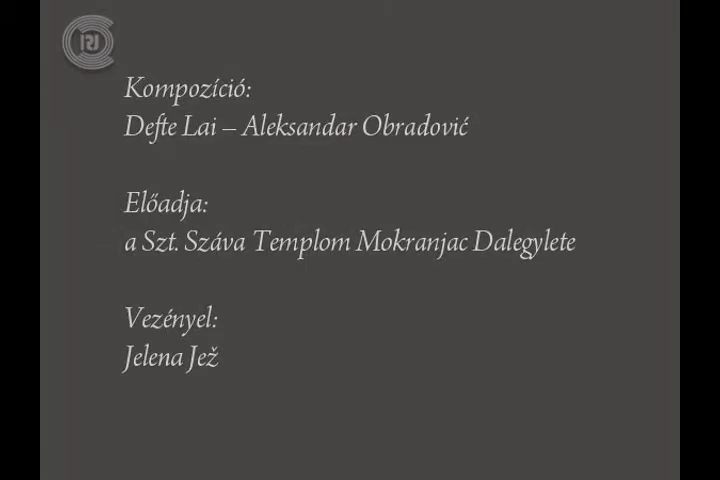 Kompozíció:
Defte Lai – Aleksandar Obradović
Előadja:
a Szt. Száva Templom Mokranjac Dalegylete
Vezényel:
Jelena Jež